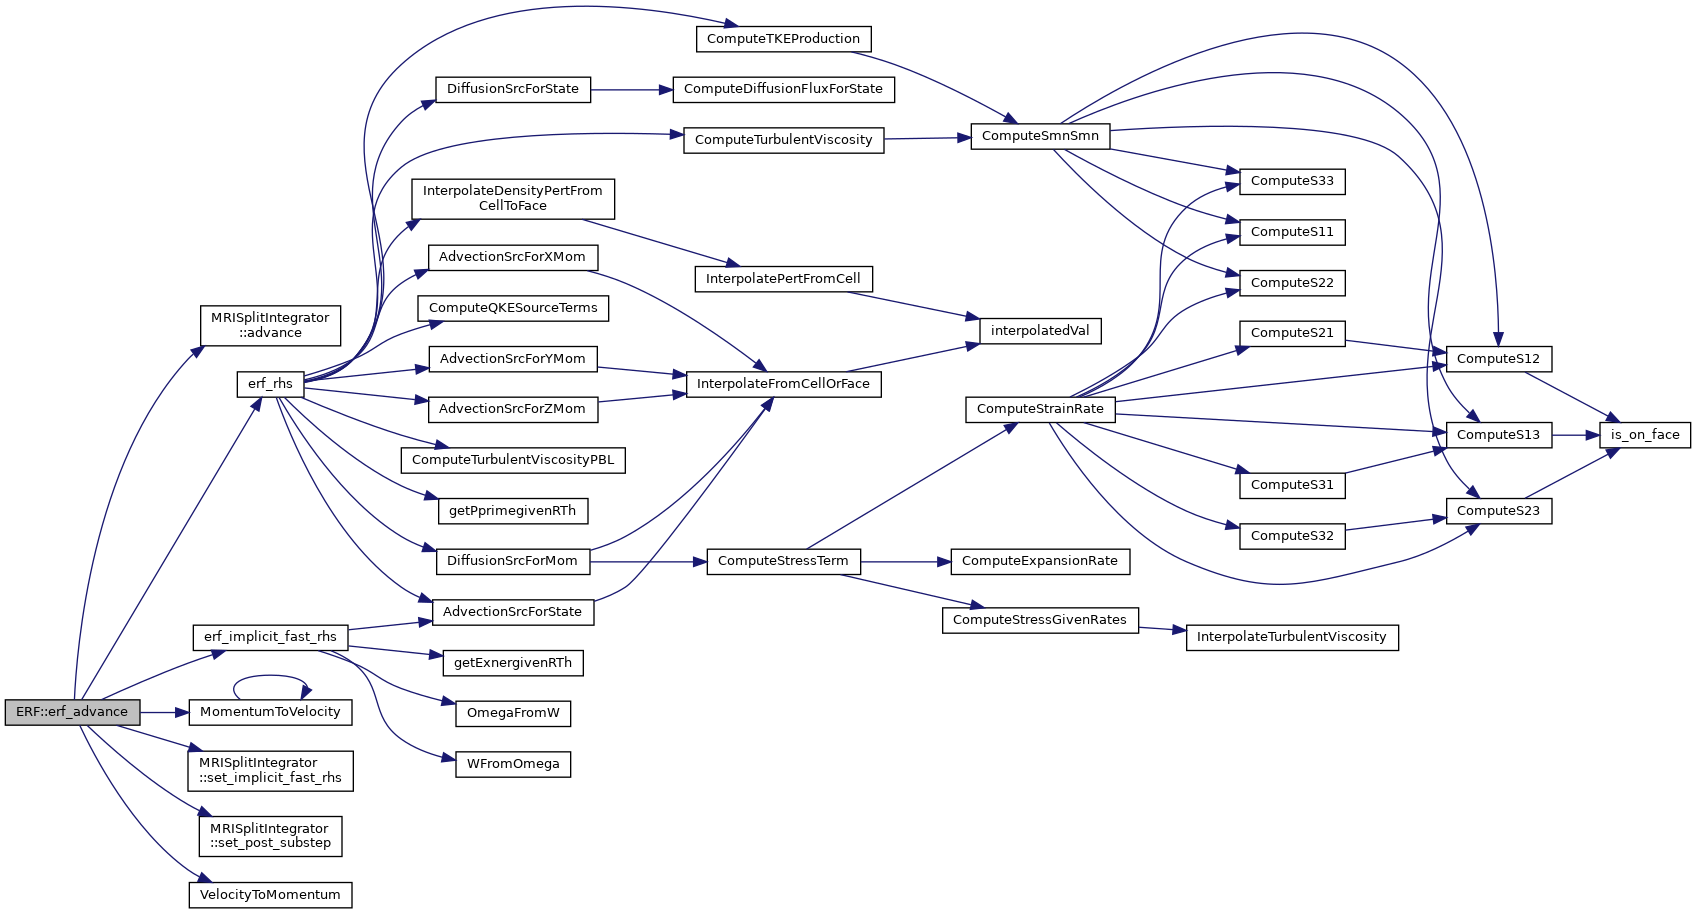 ComputeTKEProduction
DiffusionSrcForState
ComputeDiffusionFluxForState
ComputeTurbulentViscosity
ComputeSmnSmn
InterpolateDensityPertFrom
CellToFace
ComputeS33
ComputeS11
AdvectionSrcForXMom
InterpolatePertFromCell
ComputeS22
MRISplitIntegrator
::advance
ComputeQKESourceTerms
interpolatedVal
ComputeS21
AdvectionSrcForYMom
ComputeS12
erf_rhs
InterpolateFromCellOrFace
AdvectionSrcForZMom
ComputeStrainRate
ComputeS13
is_on_face
ComputeTurbulentViscosityPBL
ComputeS31
getPprimegivenRTh
ComputeS23
ComputeS32
DiffusionSrcForMom
ComputeStressTerm
ComputeExpansionRate
AdvectionSrcForState
ComputeStressGivenRates
erf_implicit_fast_rhs
InterpolateTurbulentViscosity
getExnergivenRTh
ERF::erf_advance
MomentumToVelocity
OmegaFromW
MRISplitIntegrator
::set_implicit_fast_rhs
WFromOmega
MRISplitIntegrator
::set_post_substep
VelocityToMomentum